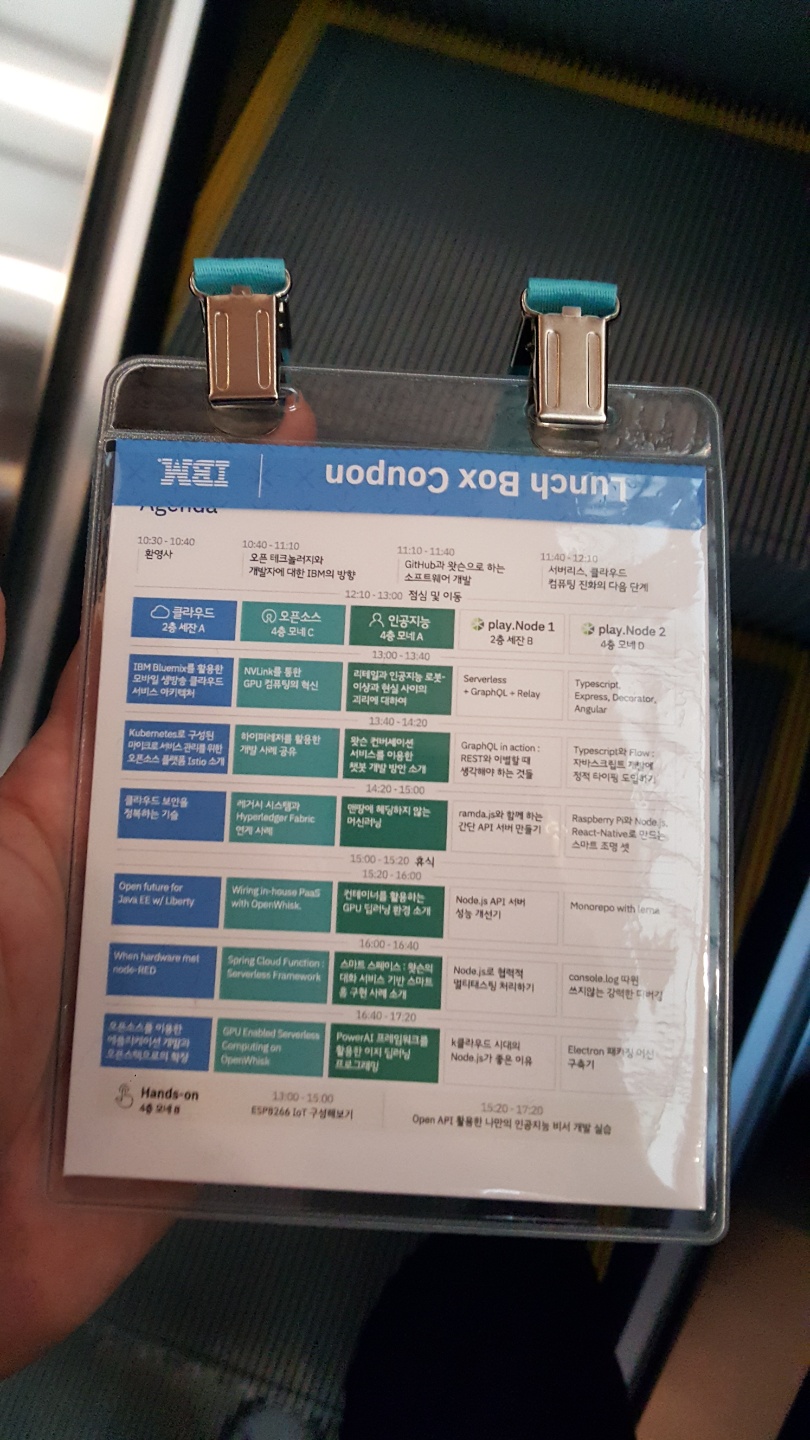 IBM
Lunch Box Coupon
Agenda
10:30 - 10:40
환영사
10:40 - 11:10
오픈 테크놀러지와
개발자에 대한 IBM의 방향
11:10 - 11:40
GitHub과 왓슨으로 하는
소프트웨어 개발
11:40 - 12:10
서버리스, 클라우드
컴퓨팅 진화의 다음 단계
12:10 - 13:00 점심 및 이동
클라우드
2층 세잔 A
오픈소스
4층 모네 C
인공지능
4층 모네 A
play.Node 1
2층 세잔 B
play.Node 2
4층 모네 D
13:00 - 13:40
IBM Bluemix를 활용한
모바일 생방송 클라우드
서비스 아키텍처
NVLink를 통한
GPU 컴퓨팅의 혁신
리테일과 인공지능 로봇-
이상과 현실 사이의
괴리에 대하여
Serverless
+ GraphQL + Relay
Typescript,
Express, Decorator,
Angular
13:40 - 14:20
Kubernetes로 구성된
마이크로 서비스 관리를 위한
오픈소스 플랫폼 Istio 소개
하이퍼레저를 활용한
개발 사례 공유
왓슨 컨버세이션
서비스를 이용한
챗봇 개발 방안 소개
GraphQL in action :
REST와 이별할 때
생각해야 하는 것들
Typescript와 Flow :
자바스크립트 개발에
정적 타이핑 도입하기
14:20 - 15:00
클라우드 보안을
정복하는 기술
레거시 시스템과
Hyperledger Fabric
연계 사례
맨땅에 헤딩하지 않는
머신러닝
ramda.js와 함께 하는
간단 API 서버 만들기
Raspberry Pi와 Node.js,
React-Native로 만드는
스마트 조명 셋
15:00 - 15:20 휴식
15:20 - 16:00
Open future for
Java EE w/ Liberty
Wiring in-house PaaS
with OpenWhisk.
컨테이너를 활용하는
GPU 딥러닝 환경 소개
Node.js API 서버
성능 개선기
Monorepo with lerna
16:00 - 16:40
When hardware met
node-RED
Spring Cloud Function :
Serverless Framework
스마트 스페이스 : 왓슨의
대화 서비스 기반 스마트
홈 구현 사례 소개
Node.js로 협력적
멀티태스킹 처리하기
console.log 따윈
쓰지않는 강력한 디버깅
16:40 - 17:20
오픈소스를 이용한
어플리케이션 개발과
오픈스택으로의 확장
GPU Enabled Serverless
Computing on
OpenWhisk
PowerAI 프레임워크를
활용한 이지 딥러닝
프로그래밍
k클라우드 시대의
Node.js가 좋은 이유
Electron 패키징 머신
구축기
Hands-on
4층 모네 B
13:00 - 15:00
ESP8266 IoT 구성해보기
15:20 - 17:20
Open API 활용한 나만의 인공지능 비서 개발 실습